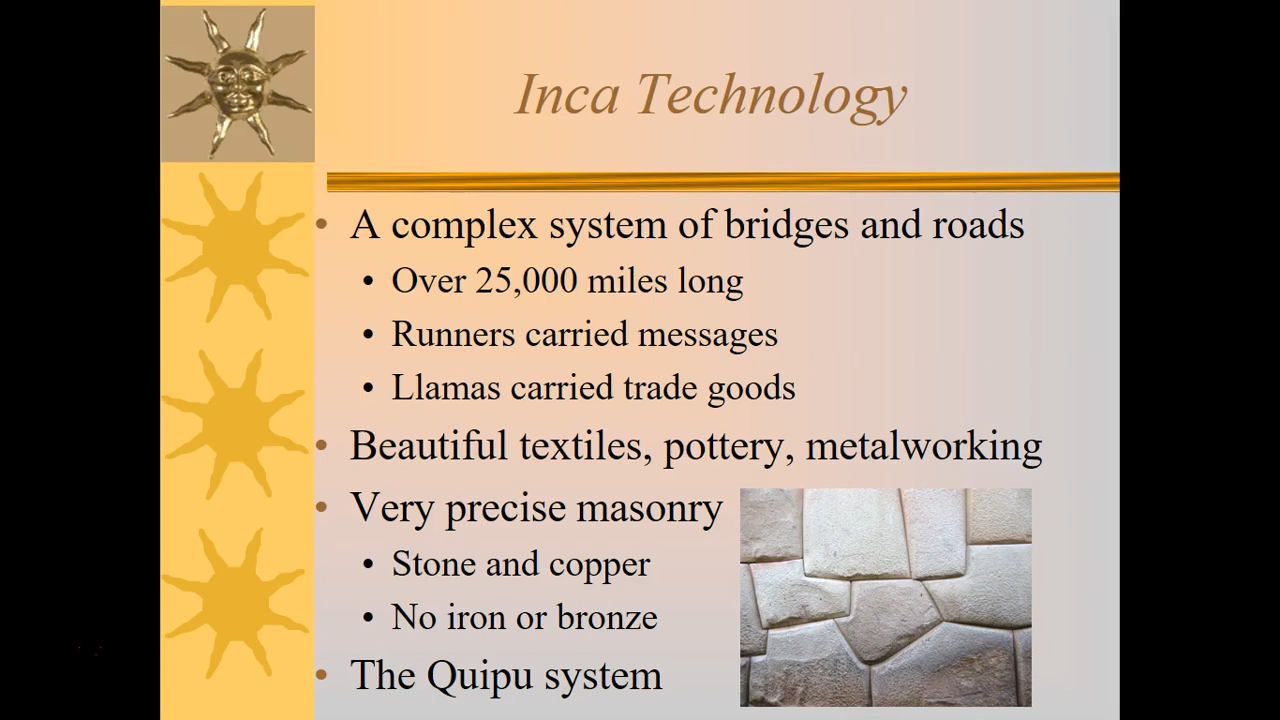 Inca Technology
• A complex system of bridges and roads
• Over 25,000 miles long
• Runners carried messages
• Llamas carried trade goods
• Beautiful textiles, pottery, metalworking
• Very precise masonry
• Stone and copper
• No iron or bronze
• The Quipu system